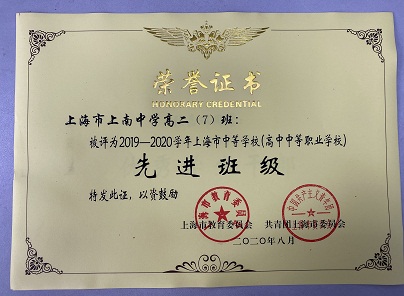 荣誉证书
HONORARY CREDENTIAL
上海市上南中学高二（7）班：
被评为2019—2020学年上海市中等学校(高中中等职业学校)
先进班级
特发此证，以资鼓励
上海市教育委员会 共青团上海市委员会
二〇二〇年八月